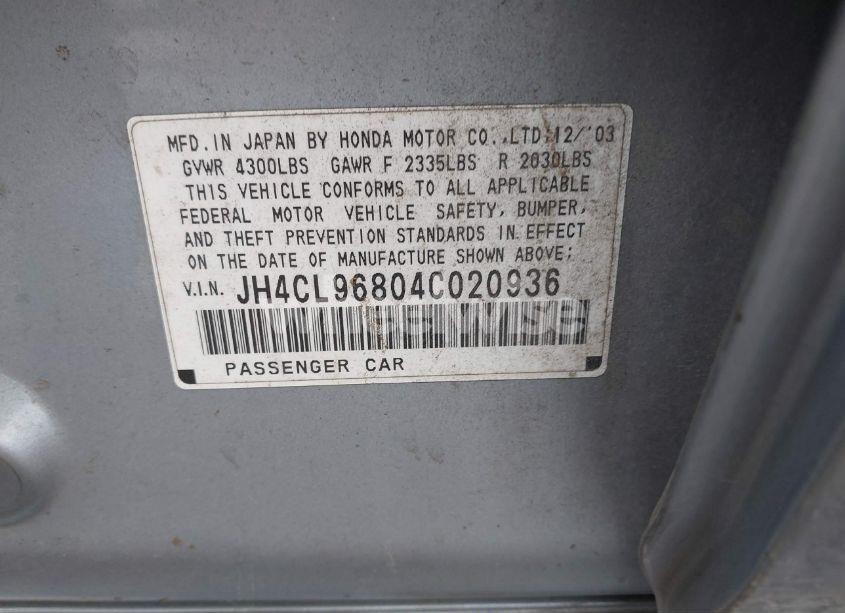 MFD. IN JAPAN BY HONDA MOTOR CO., LTD. 12/'03
GVWR 4300LBS GAWR F 2335LBS R 2030LBS
THIS VEHICLE CONFORMS TO ALL APPLICABLE
FEDERAL MOTOR VEHICLE SAFETY, BUMPER,
AND THEFT PREVENTION STANDARDS IN EFFECT
ON THE DATE OF MANUFACTURE SHOWN ABOVE;
V.I.N. JH4CL96804C020936
PASSENGER CAR